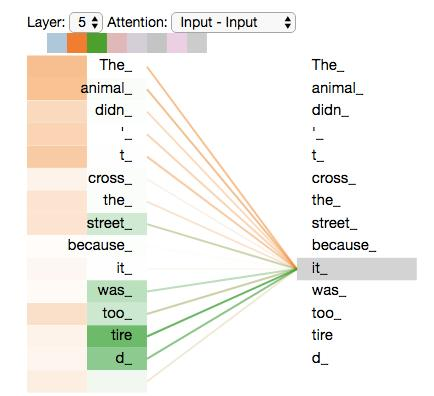 Layer: 5 Attention: Input - Input
The_ The_
animal_ animal_
didn_ didn_
'_ '_
t_ t_
cross_ cross_
the_ the_
street_ street_
because_ because_
it_ it_
was_ was_
too_ too_
tire tire
d_ d_